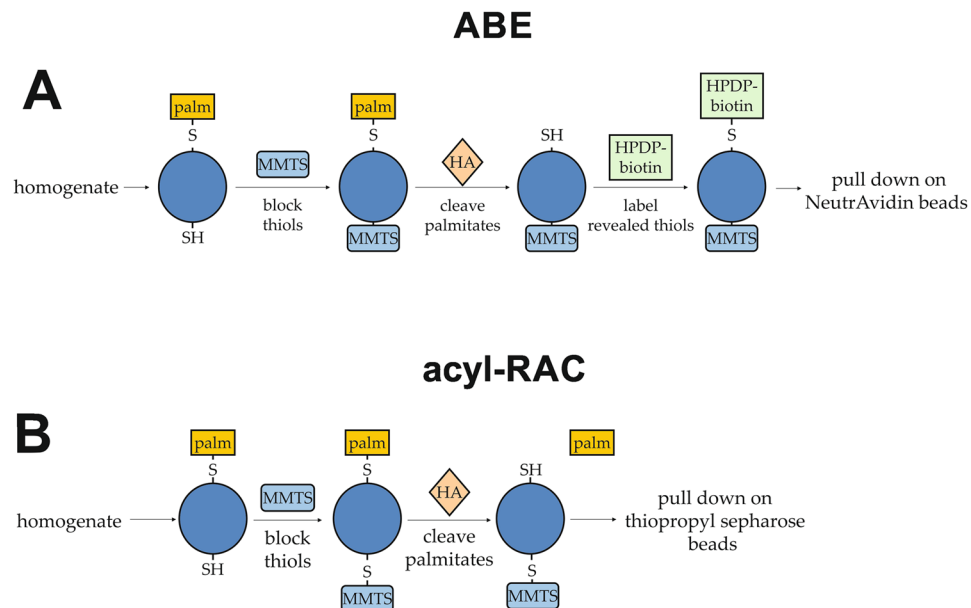 ABE
A
palm
S
SH
homogenate
MMTS
block
thiols
palm
S
MMTS
HA
cleave
palmitates
SH
MMTS
HPDP-
biotin
label
revealed thiols
HPDP-
biotin
S
MMTS
pull down on
NeutrAvidin beads
acyl-RAC
B
homogenate
palm
S
SH
MMTS
block
thiols
palm
S
S
MMTS
HA
cleave
palmitates
SH
S
MMTS
palm
pull down on
thiopropyl sepharose
beads